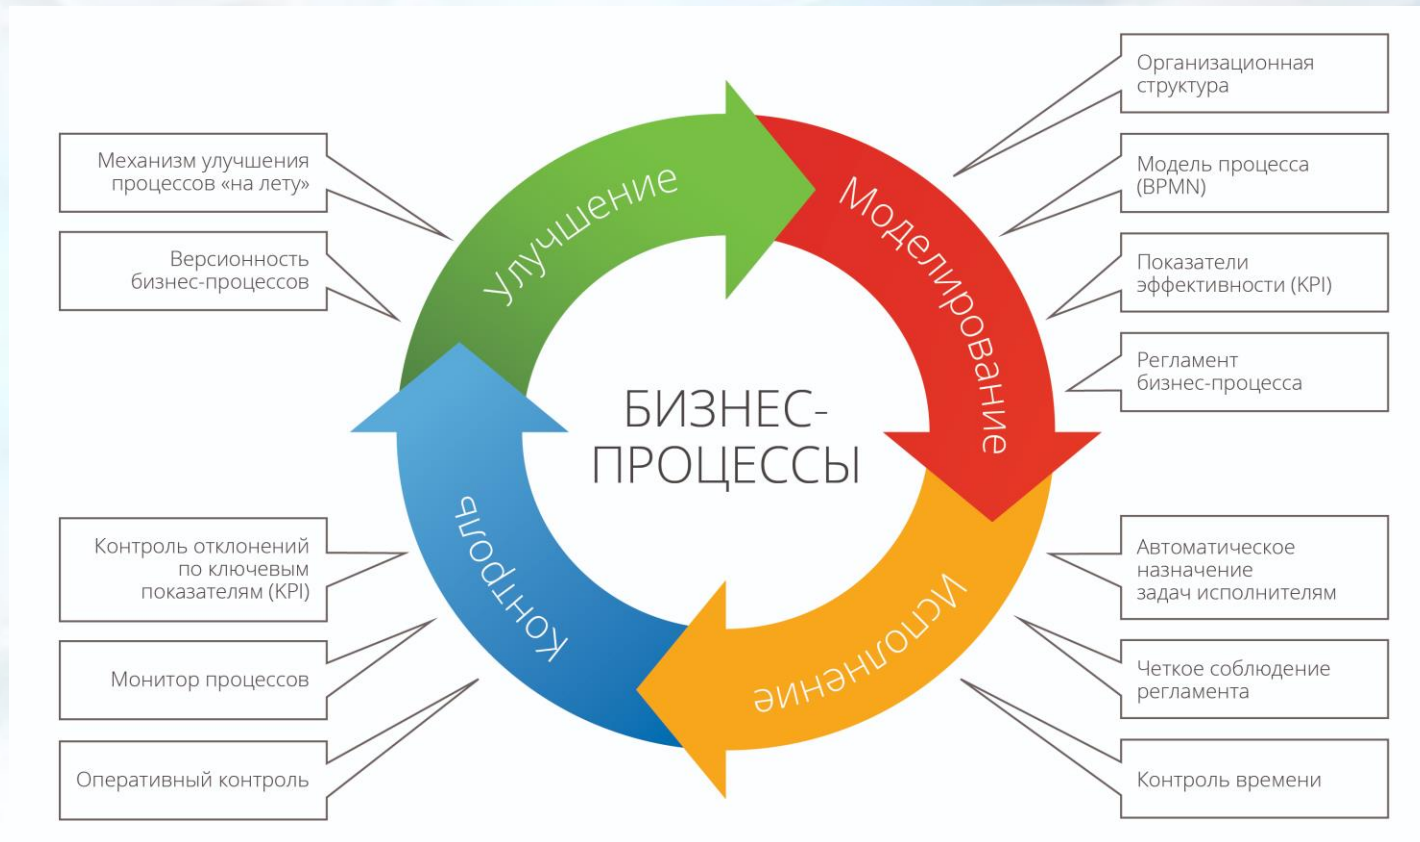 Организационная
структура
Модель процесса
(BPMN)
Показатели
эффективности (KPI)
Регламент
бизнес-процесса
Механизм улучшения
процессов «на лету»
Версионность
бизнес-процессов
Улучшение
Моделирование
БИЗНЕС-
ПРОЦЕССЫ
Контроль
Исполнение
Контроль отклонений
по ключевым
показателям (KPI)
Монитор процессов
Оперативный контроль
Автоматическое
назначение
задач исполнителям
Четкое соблюдение
регламента
Контроль времени